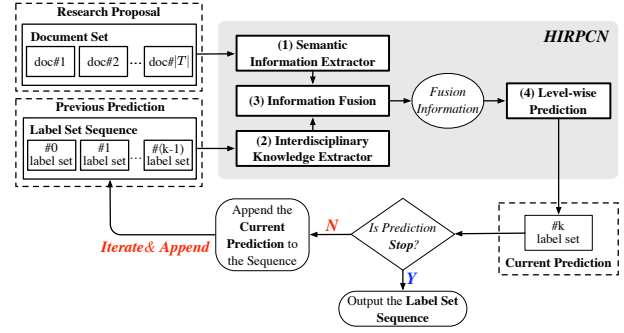 Research Proposal
HIRPCN
Document Set
doc#1
doc#2
...
doc#|T|
(1) Semantic
Information Extractor
(3) Information Fusion
Fusion
Information
(4) Level-wise
Prediction
Previous Prediction
Label Set Sequence
#0
label set
#1
label set
...
#(k-1)
label set
(2) Interdisciplinary
Knowledge Extractor
Append the
Current
Prediction to
the Sequence
Iterate& Append
N
Is Prediction
Stop?
Y
#k
label set
Current Prediction
Output the Label Set
Sequence